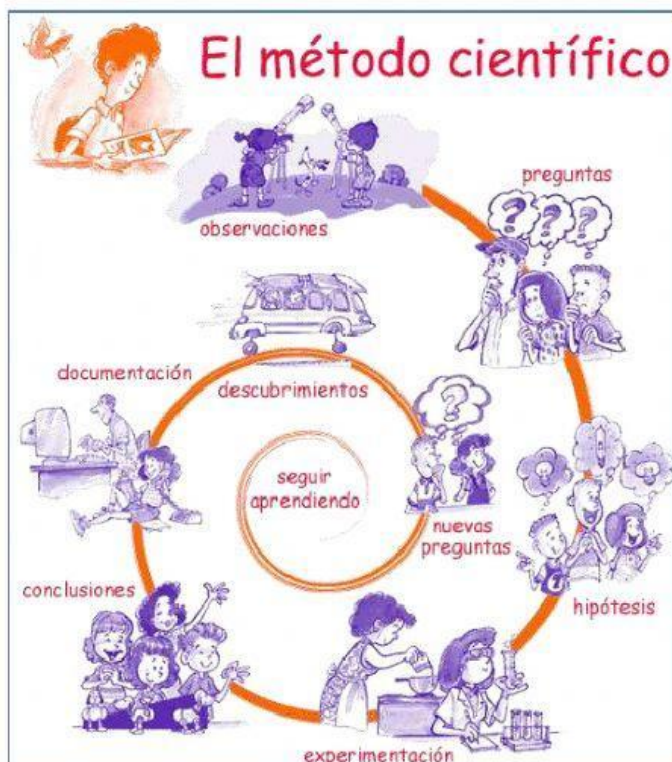 El método científico
observaciones
preguntas
? ? ?
hipótesis
experimentación
conclusiones
documentación
descubrimientos
?
nuevas
preguntas
seguir
aprendiendo